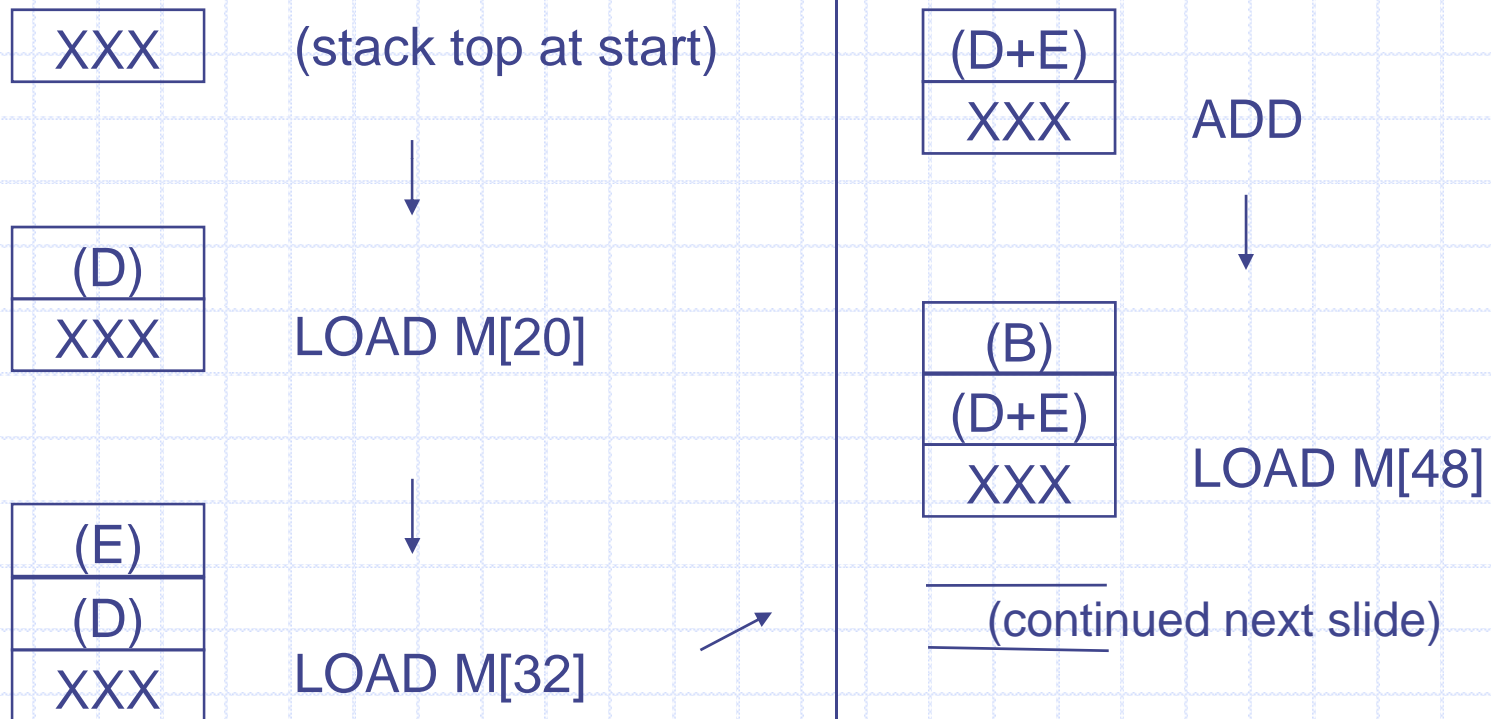 XXX (stack top at start)
(D)
XXX LOAD M[20]
(E)
(D)
XXX LOAD M[32]
(D+E)
XXX ADD
(B)
(D+E)
XXX LOAD M[48]
(continued next slide)